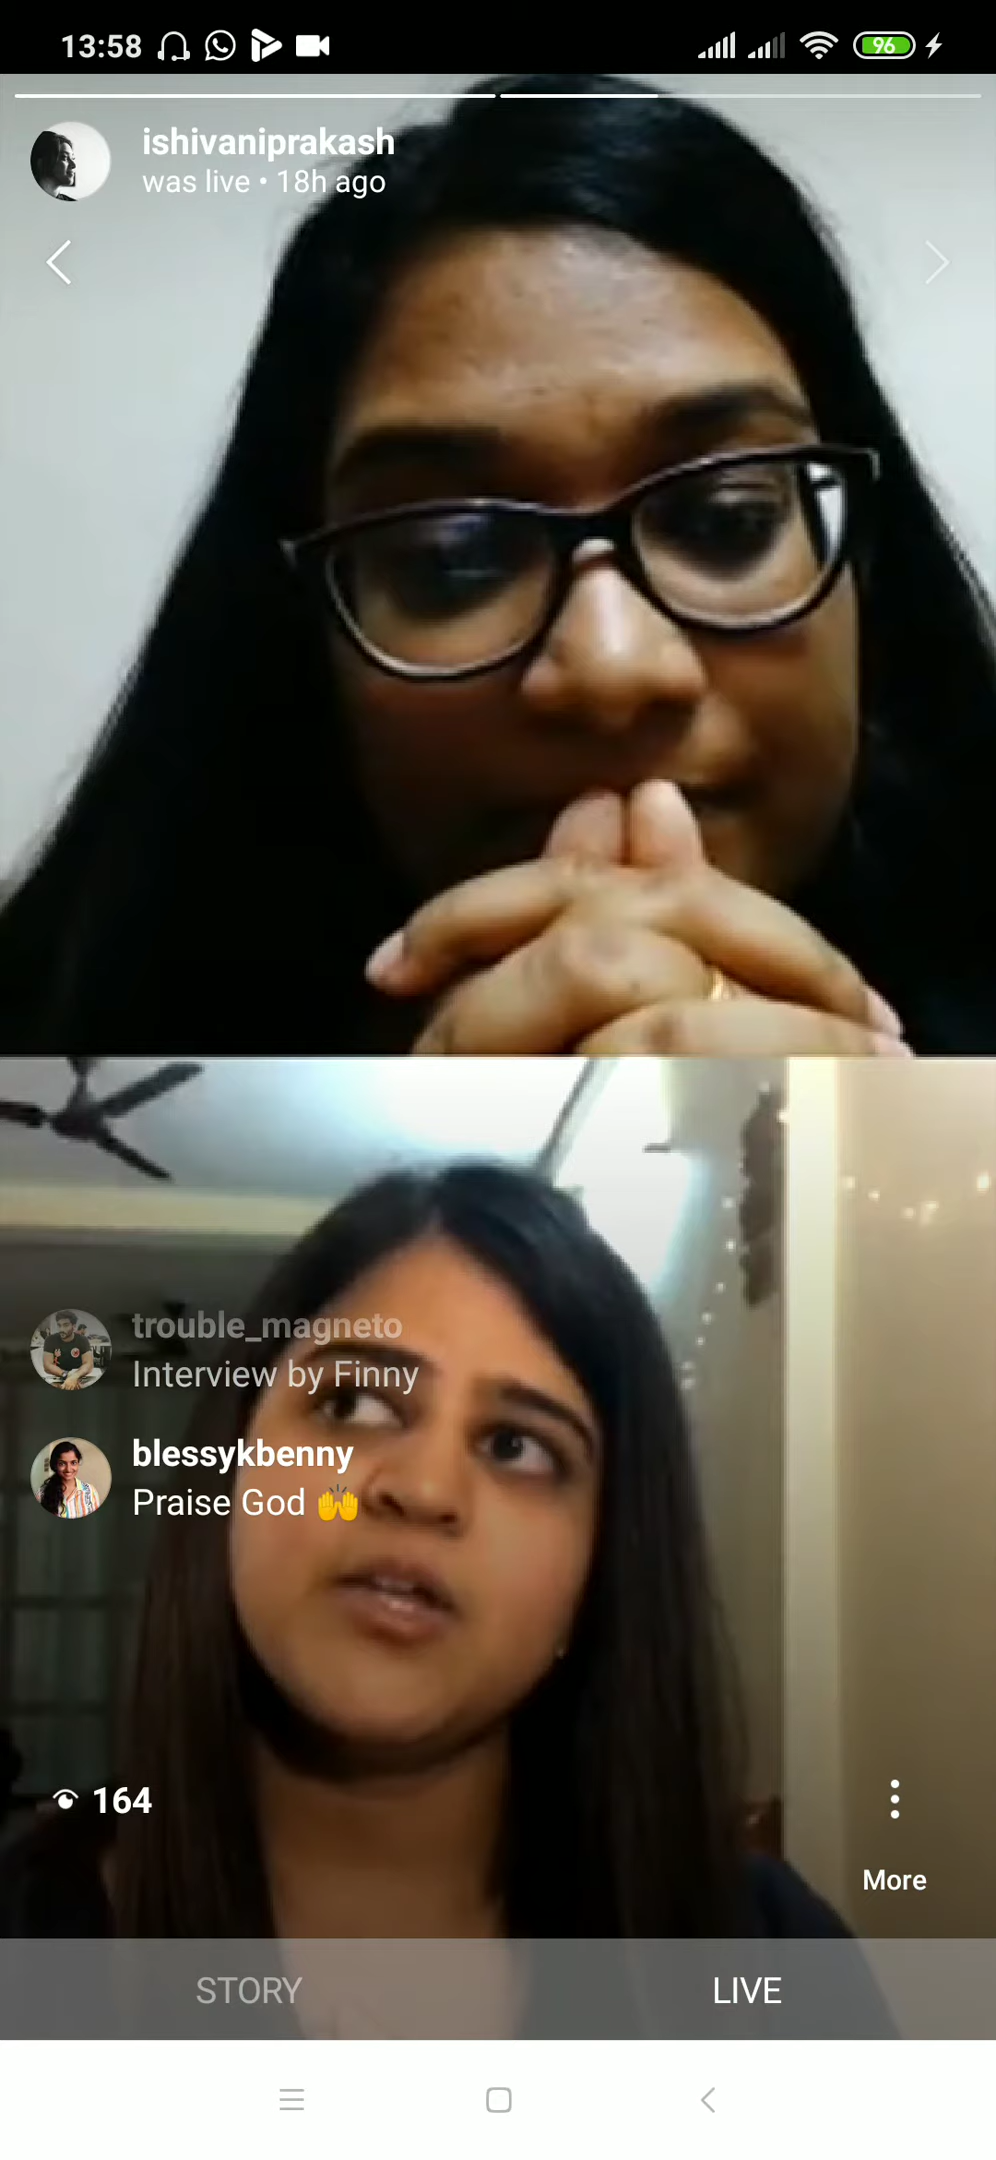 13:58
96
ishivaniprakash
was live • 18h ago
trouble_magneto
Interview by Finny
blessykbenny
Praise God 🙌
164
More
STORY
LIVE